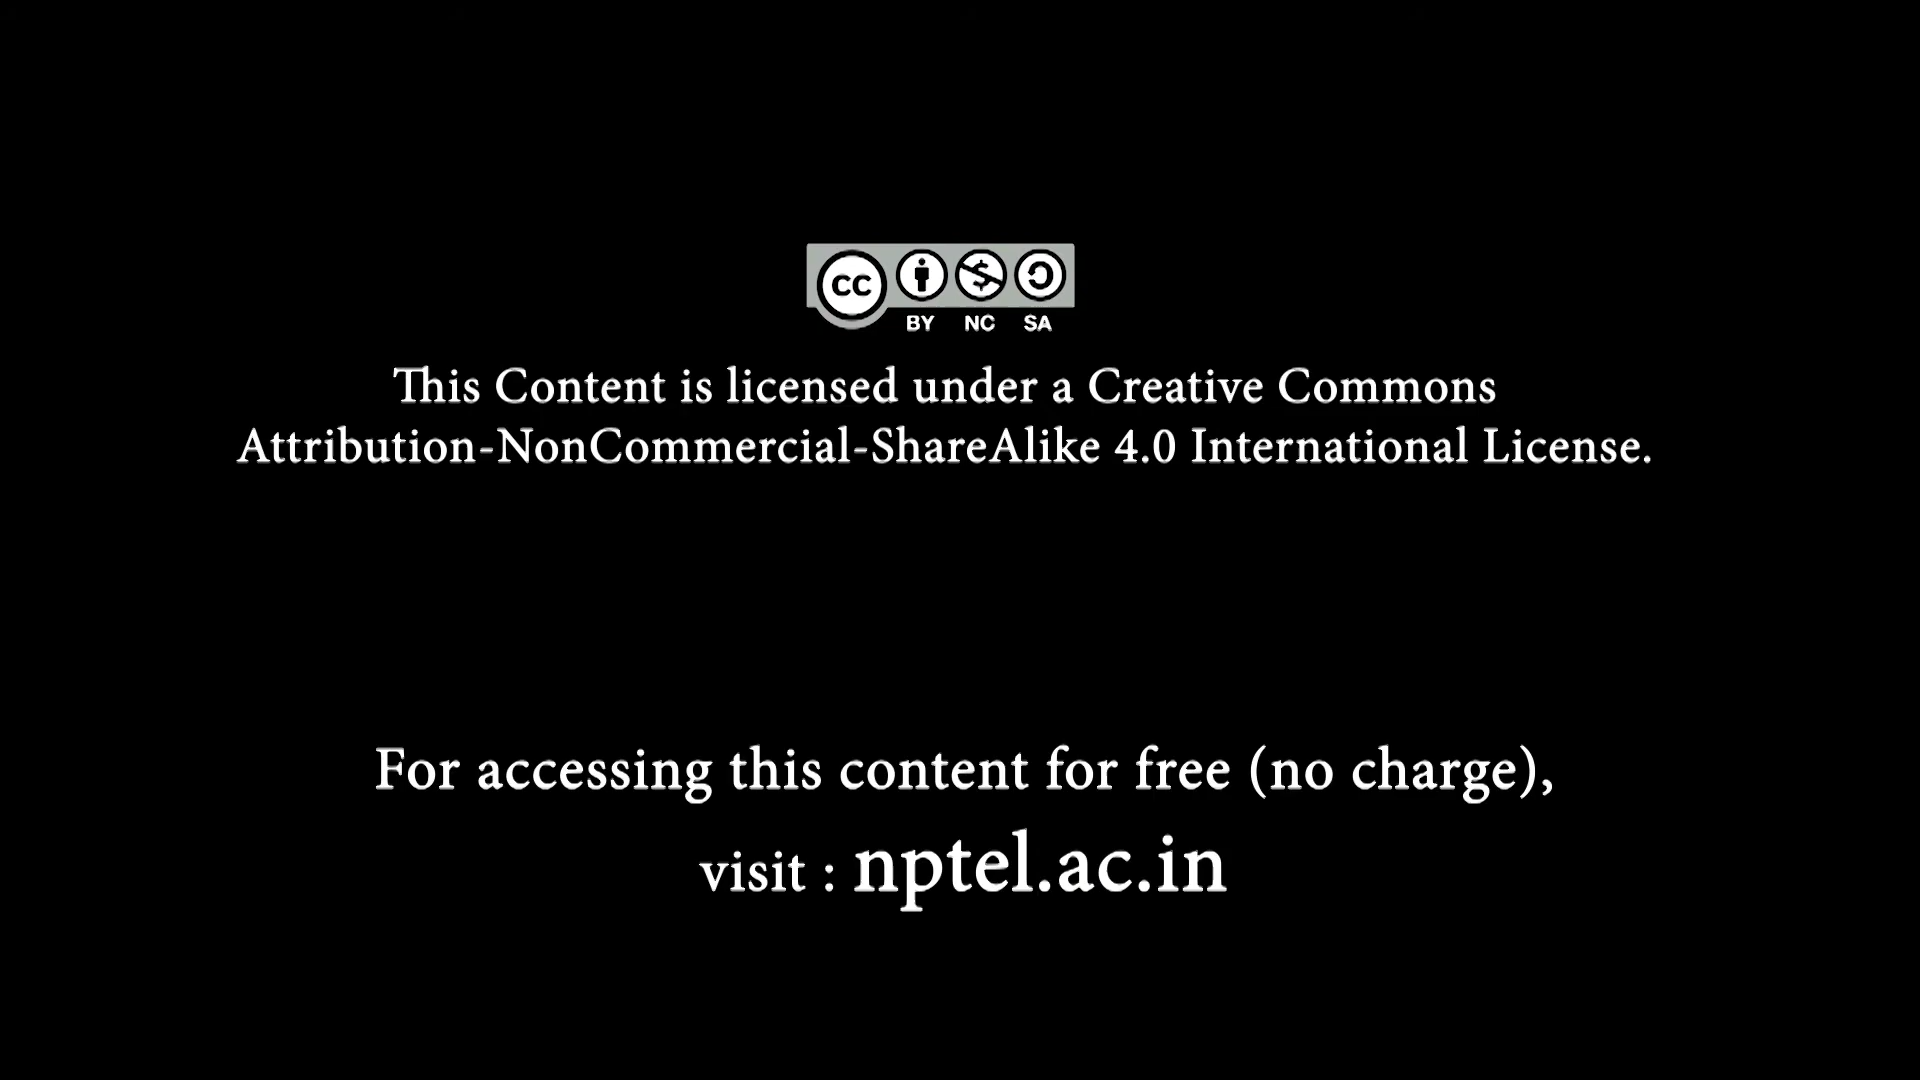 cc
BY NC SA
This Content is licensed under a Creative Commons
Attribution-NonCommercial-ShareAlike 4.0 International License.
For accessing this content for free (no charge),
visit : nptel.ac.in